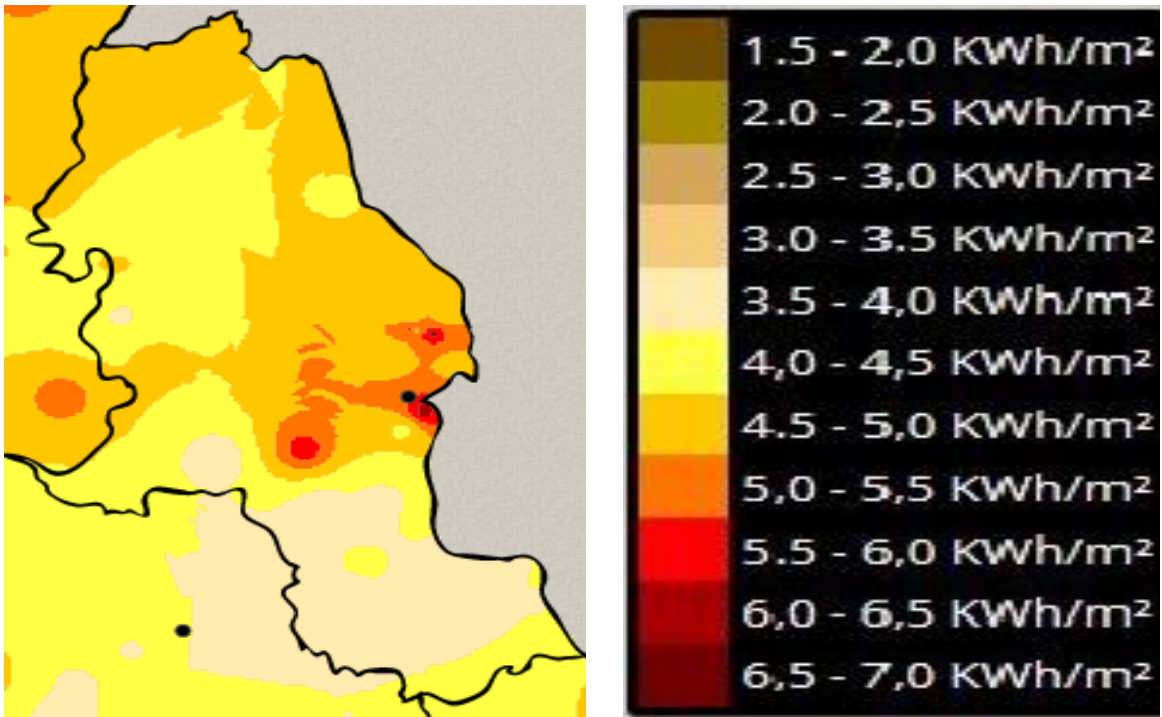 1.5 - 2,0 KWh/m²
2.0 - 2,5 KWh/m²
2.5 - 3,0 KWh/m²
3.0 - 3.5 KWh/m²
3.5 - 4,0 KWh/m²
4,0 - 4,5 KWh/m²
4.5 - 5,0 KWh/m²
5,0 - 5,5 KWh/m²
5.5 - 6,0 KWh/m²
6,0 - 6,5 KWh/m²
6,5 - 7,0 KWh/m²